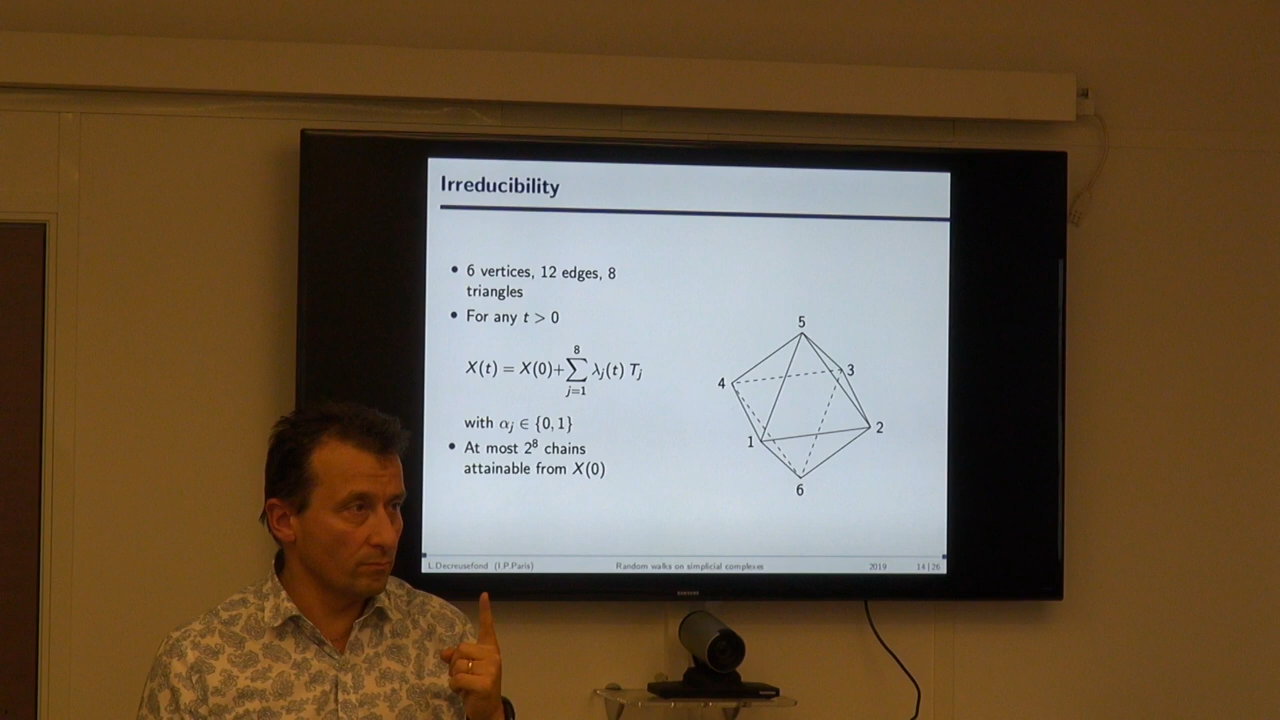 Irreducibility
• 6 vertices, 12 edges, 8
triangles
• For any t > 0
X(t) = X(0)+∑_{j=1}^{8} λ_j(t) T_j
with α_j ∈ {0, 1}
• At most 2^8 chains
attainable from X(0)
5
3
4
2
1
6
L.Decreusefond (I.P.Paris) Random walks on simplicial complexes 2019 14|26
SAMSUNG